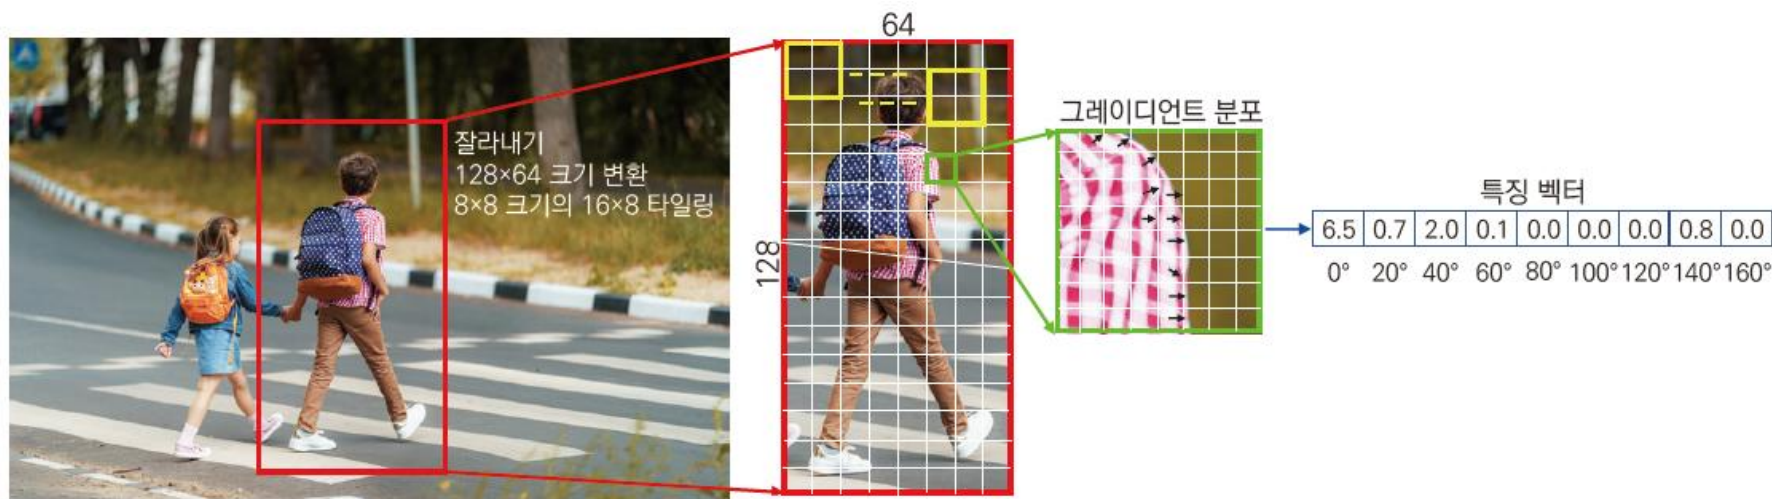 잘라내기
128×64 크기 변환
8×8 크기의 16×8 타일링
64
128
그레이디언트 분포
특징 벡터
6.5 0.7 2.0 0.1 0.0 0.0 0.0 0.8 0.0
0° 20° 40° 60° 80° 100° 120° 140° 160°